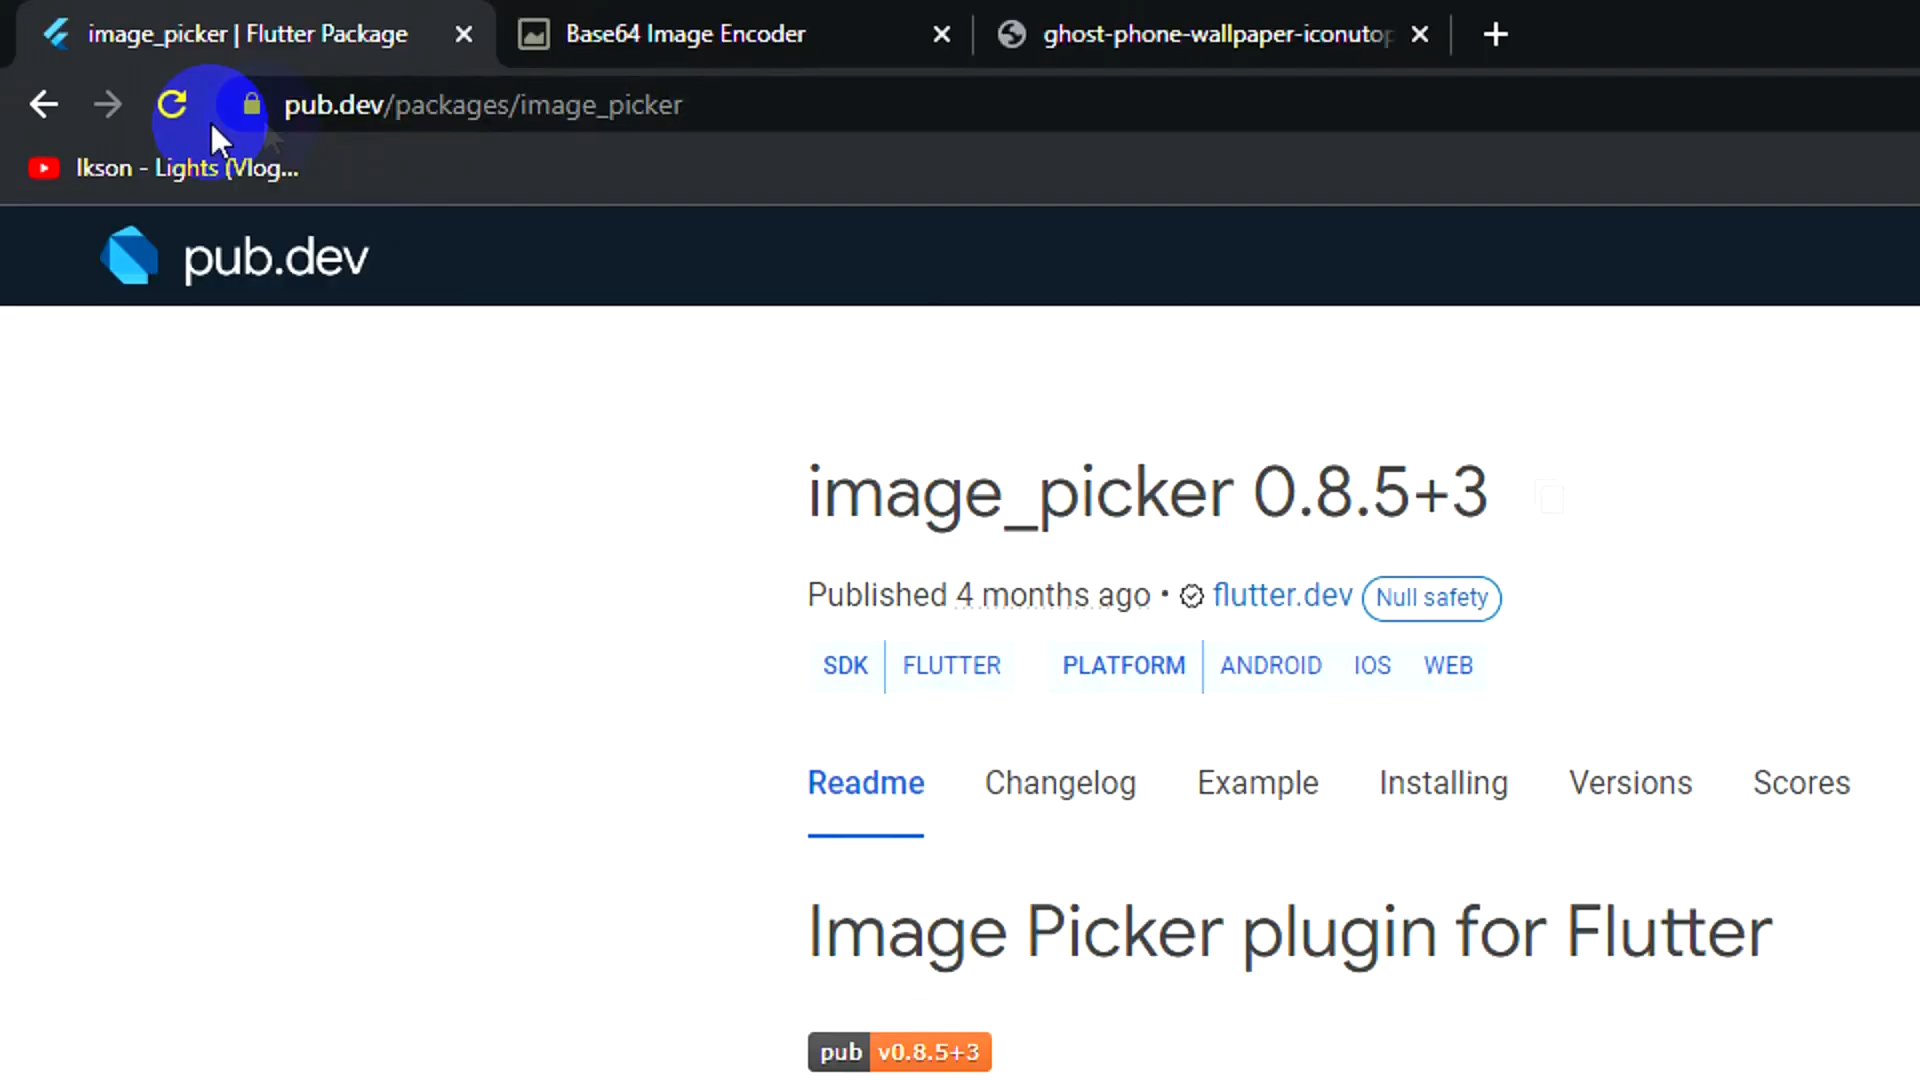 image_picker | Flutter Package
Base64 Image Encoder
ghost-phone-wallpaper-iconutop
pub.dev/packages/image_picker
Ikson - Lights (Vlog...
pub.dev
image_picker 0.8.5+3
Published 4 months ago • flutter.dev Null safety
SDK FLUTTER PLATFORM ANDROID IOS WEB
Readme Changelog Example Installing Versions Scores
Image Picker plugin for Flutter
pub v0.8.5+3